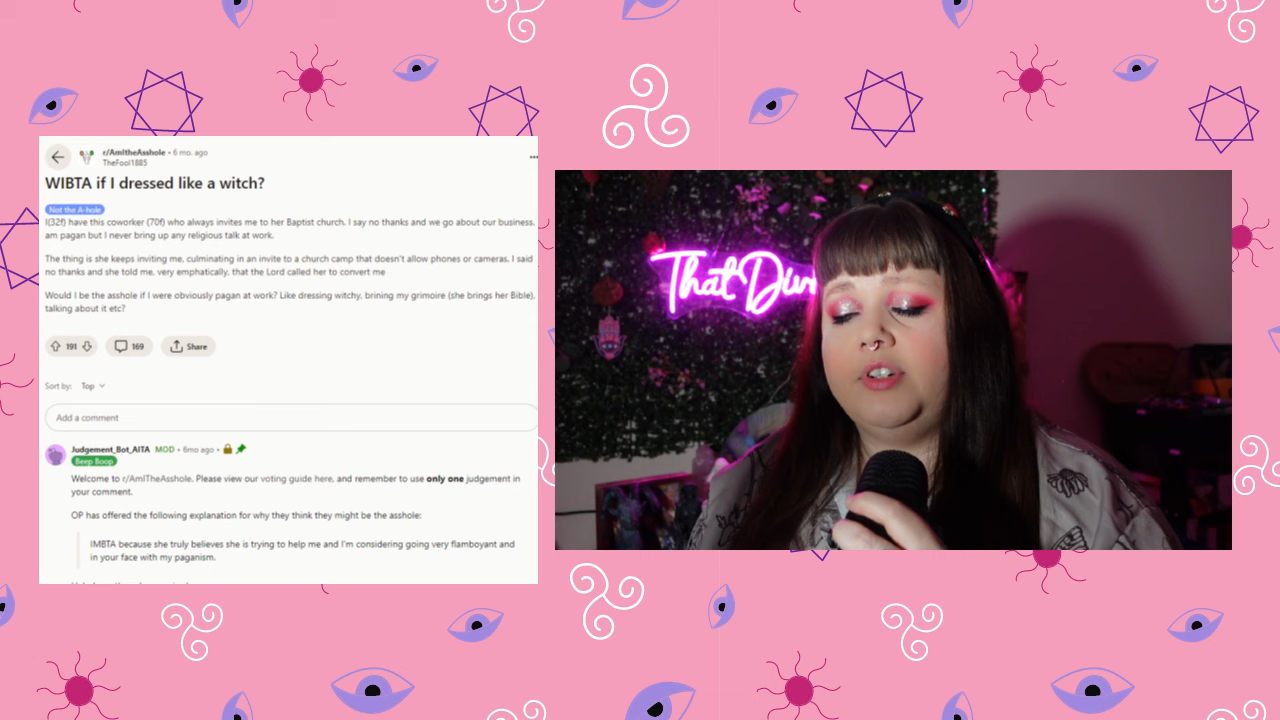 r/AmItheAsshole • 6 mo. ago
TheFool1885
WIBTA if I dressed like a witch?
Not the A-hole
I(32f) have this coworker (70f) who always invites me to her Baptist church. I say no thanks and we go about our business.
am pagan but I never bring up any religious talk at work.
The thing is she keeps inviting me, culminating in an invite to a church camp that doesn't allow phones or cameras. I said
no thanks and she told me, very emphatically, that the Lord called her to convert me
Would I be the asshole if I were obviously pagan at work? Like dressing witchy, brining my grimoire (she brings her Bible),
talking about it etc?
191 169 Share
Sort by: Top
Add a comment
Judgement_Bot_AITA MOD • 6mo ago •
Beep Boop
Welcome to r/AmITheAsshole. Please view our voting guide here, and remember to use only one judgement in
your comment.
OP has offered the following explanation for why they think they might be the asshole:
IMBTA because she truly believes she is trying to help me and I'm considering going very flamboyant and
in your face with my paganism.
That Div